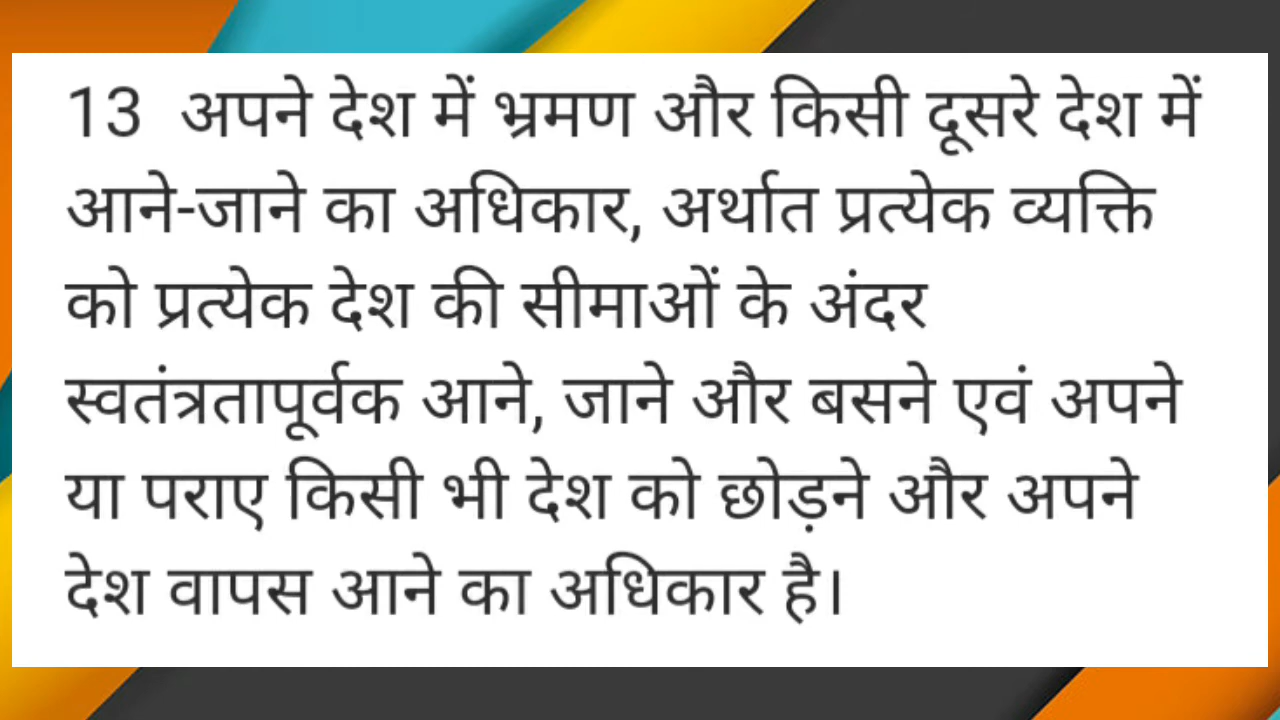 13 अपने देश में भ्रमण और किसी दूसरे देश में
आने-जाने का अधिकार, अर्थात प्रत्येक व्यक्ति
को प्रत्येक देश की सीमाओं के अंदर
स्वतंत्रतापूर्वक आने, जाने और बसने एवं अपने
या पराए किसी भी देश को छोड़ने और अपने
देश वापस आने का अधिकार है।